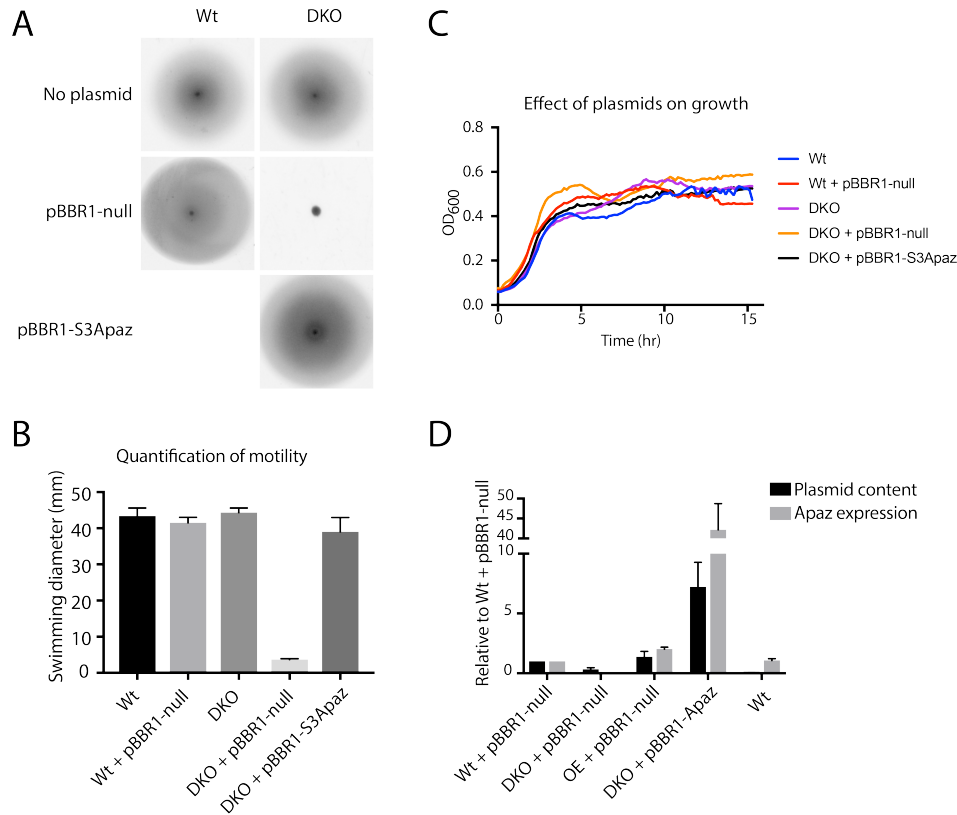 A
Wt DKO
No plasmid
pBBR1-null
pBBR1-S3Apaz
B
Quantification of motility
Swimming diameter (mm)
50
40
30
20
10
0
Wt
Wt + pBBR1-null
DKO
DKO + pBBR1-null
DKO + pBBR1-S3Apaz
C
Effect of plasmids on growth
OD600
0.8
0.6
0.4
0.2
0.0
0 5 10 15
Time (hr)
Wt
Wt + pBBR1-null
DKO
DKO + pBBR1-null
DKO + pBBR1-S3Apaz
D
Relative to Wt + pBBR1-null
50
45
40
10
5
0
Plasmid content
Apaz expression
Wt + pBBR1-null
DKO + pBBR1-null
OE + pBBR1-null
DKO + pBBR1-Apaz
Wt